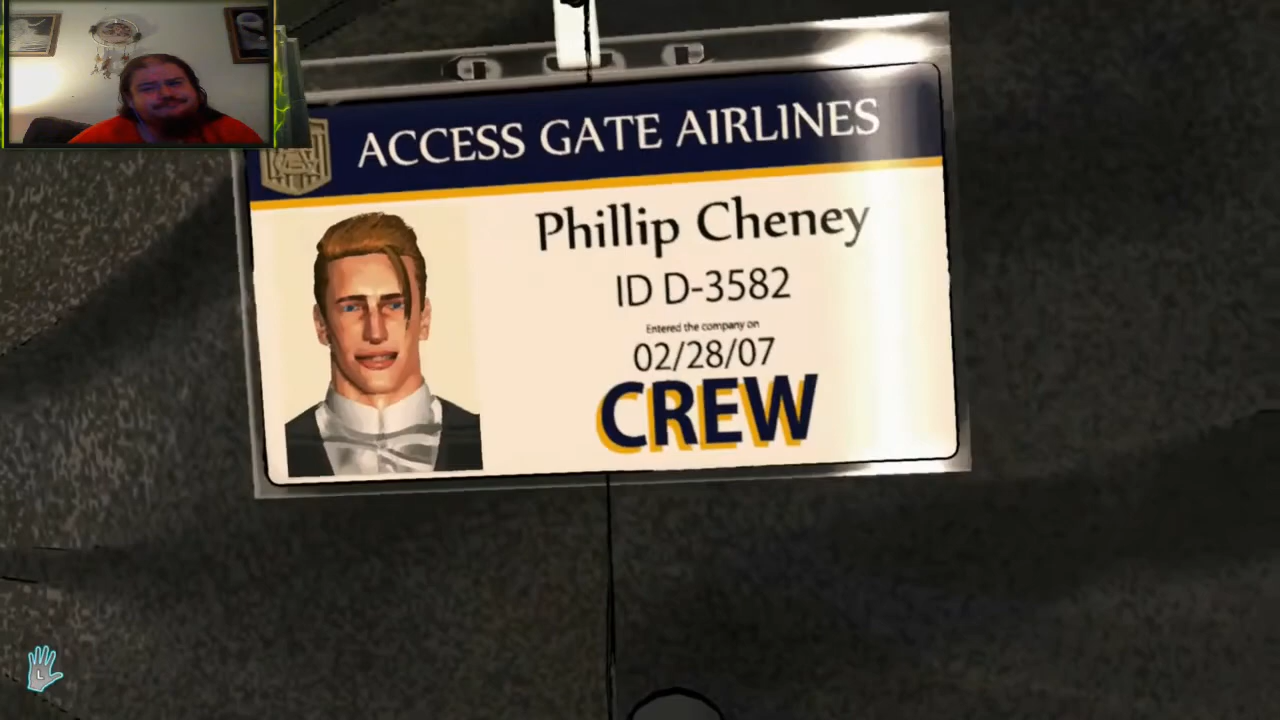 ACCESS GATE AIRLINES
Phillip Cheney
ID D-3582
Entered the company on
02/28/07
CREW
L